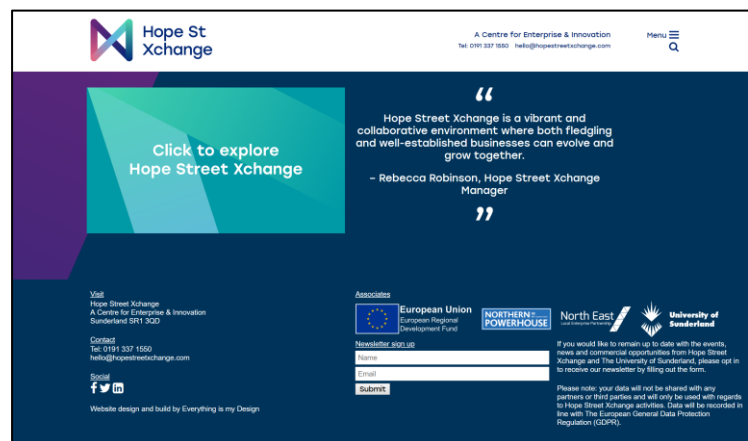 Hope St
Xchange
A Centre for Enterprise & Innovation
Tel: 0191 337 1550 hello@hopestreetxchange.com
Menu
Click to explore
Hope Street Xchange
“
Hope Street Xchange is a vibrant and
collaborative environment where both fledgling
and well-established businesses can evolve and
grow together.
– Rebecca Robinson, Hope Street Xchange
Manager
”
Visit
Hope Street Xchange
A Centre for Enterprise & Innovation
Sunderland SR1 3QD
Contact
Tel: 0191 337 1550
hello@hopestreetxchange.com
Social
Website design and build by Everything is my Design
Associates
European Union
European Regional
Development Fund
NORTHERN
POWERHOUSE
North East
Local Enterprise Partnership
University of
Sunderland
Newsletter sign up
Name
Email
Submit
If you would like to remain up to date with the events,
news and commercial opportunities from Hope Street
Xchange and The University of Sunderland, please opt in
to receive our newsletter by filling out the form.
Please note: your data will not be shared with any
partners or third parties and will only be used with regards
to Hope Street Xchange activities. Data will be recorded in
line with The European General Data Protection
Regulation (GDPR).